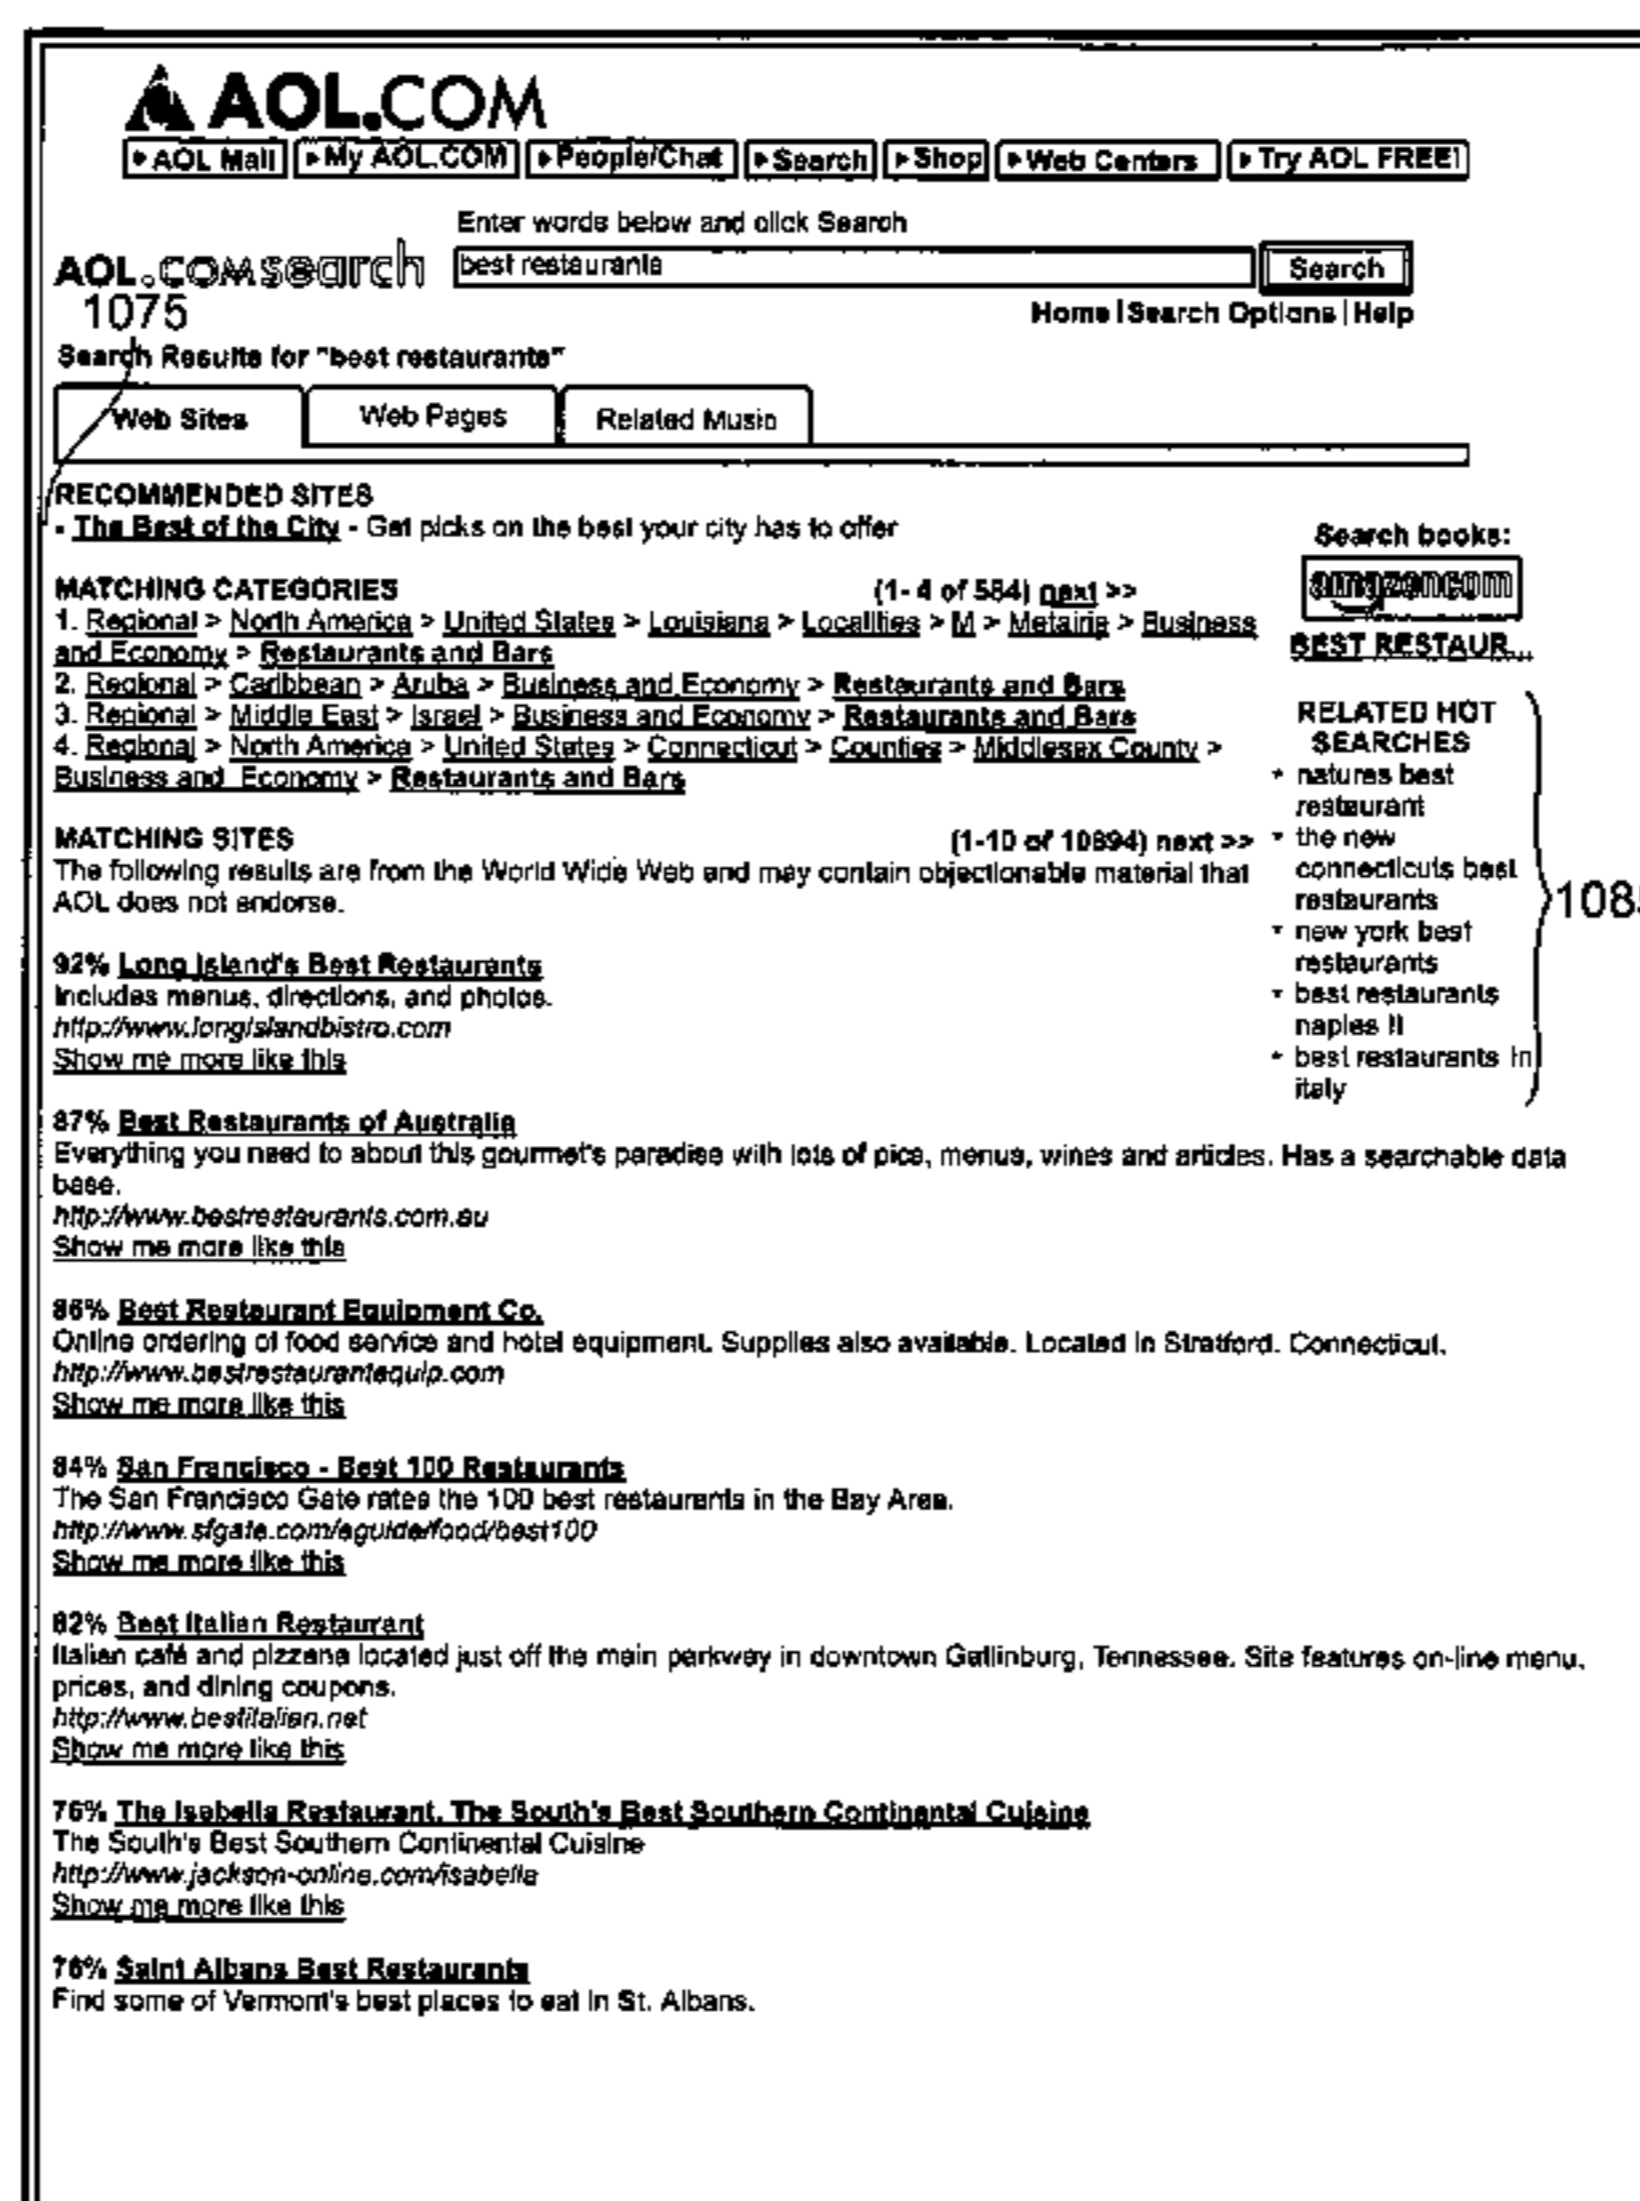 AOL.COM
AOL Mail My AOL.COM People/Chat Search Shop Web Centers Try AOL FREE!
Enter words below and click Search
AOL.COM search best restaurants Search
1075
Home | Search Options | Help
Search Results for "best restaurants"
Web Sites Web Pages Related Music
RECOMMENDED SITES
- The Best of the City - Get picks on the best your city has to offer
Search books:
amazon.com
BEST RESTAUR...
MATCHING CATEGORIES (1- 4 of 584) next >>
1. Regional > North America > United States > Louisiana > Localities > M > Metairie > Business
and Economy > Restaurants and Bars
2. Regional > Caribbean > Aruba > Business and Economy > Restaurants and Bars
3. Regional > Middle East > Israel > Business and Economy > Restaurants and Bars
4. Regional > North America > United States > Connecticut > Counties > Middlesex County >
Business and Economy > Restaurants and Bars
RELATED HOT
SEARCHES
• natures best
restaurant
• the new
connecticuts best
restaurants
• new york best
restaurants
• best restaurants
naples fl
• best restaurants in
italy
108
MATCHING SITES (1-10 of 10894) next >>
The following results are from the World Wide Web and may contain objectionable material that
AOL does not endorse.
92% Long Island's Best Restaurants
Includes menus, directions, and photos.
http://www.longislandbistro.com
Show me more like this
87% Best Restaurants of Australia
Everything you need to about this gourmet's paradise with lots of pics, menus, wines and articles. Has a searchable data
base.
http://www.bestrestaurants.com.au
Show me more like this
86% Best Restaurant Equipment Co.
Online ordering of food service and hotel equipment. Supplies also available. Located in Stratford. Connecticut.
http://www.bestrestaurantequip.com
Show me more like this
84% San Francisco - Best 100 Restaurants
The San Francisco Gate rates the 100 best restaurants in the Bay Area.
http://www.sfgate.com/eguide/food/best100
Show me more like this
82% Best Italian Restaurant
Italian café and pizzeria located just off the main parkway in downtown Gatlinburg, Tennessee. Site features on-line menu,
prices, and dining coupons.
http://www.bestitalian.net
Show me more like this
76% The Isabella Restaurant, The South's Best Southern Continental Cuisine
The South's Best Southern Continental Cuisine
http://www.jackson-online.com/isabella
Show me more like this
76% Saint Albans Best Restaurants
Find some of Vermont's best places to eat in St. Albans.